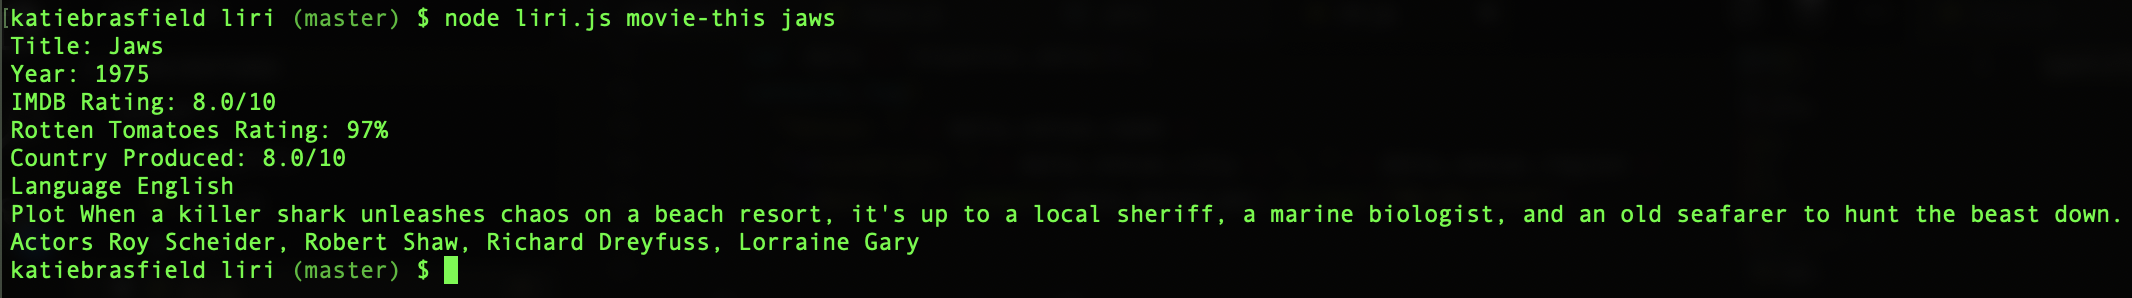 [katiebrasfield liri (master) $ node liri.js movie-this jaws
Title: Jaws
Year: 1975
IMDB Rating: 8.0/10
Rotten Tomatoes Rating: 97%
Country Produced: 8.0/10
Language English
Plot When a killer shark unleashes chaos on a beach resort, it's up to a local sheriff, a marine biologist, and an old seafarer to hunt the beast down.
Actors Roy Scheider, Robert Shaw, Richard Dreyfuss, Lorraine Gary
katiebrasfield liri (master) $